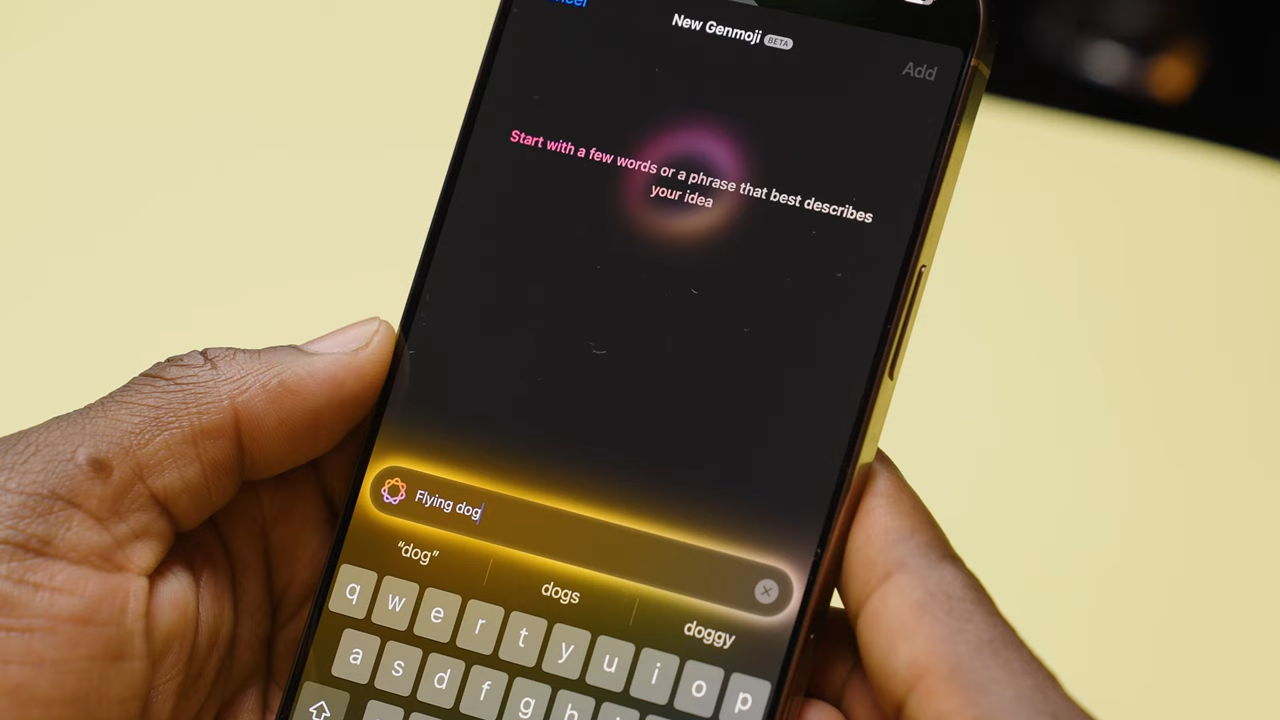 New Genmoji BETA
Add
Start with a few words or a phrase that best describes
your idea
Flying dog
“dog” dogs doggy
q w e r t y u i o p
a s d f g